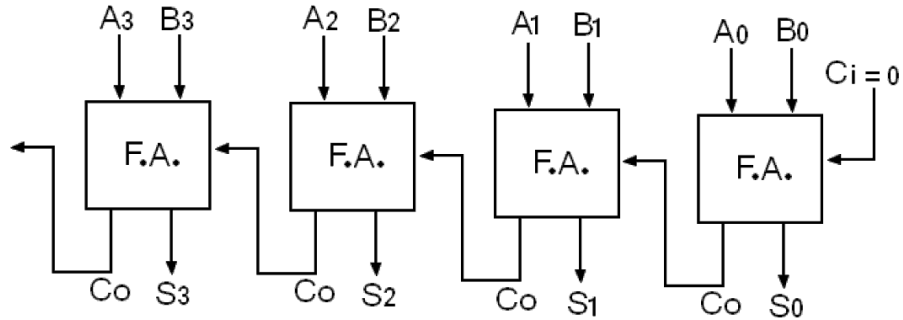 A3 B3 A2 B2 A1 B1 A0 B0
Ci = 0
F.A. F.A. F.A. F.A.
Co S3 Co S2 Co S1 Co S0